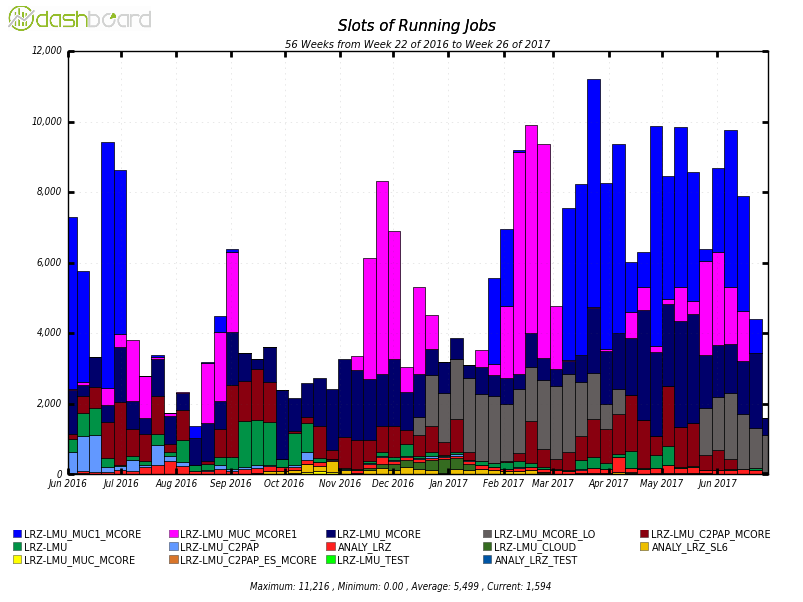 dashboard
Slots of Running Jobs
56 Weeks from Week 22 of 2016 to Week 26 of 2017
12,000
10,000
8,000
6,000
4,000
2,000
0
Jun 2016 Jul 2016 Aug 2016 Sep 2016 Oct 2016 Nov 2016 Dec 2016 Jan 2017 Feb 2017 Mar 2017 Apr 2017 May 2017 Jun 2017
LRZ-LMU_MUC1_MCORE LRZ-LMU_MUC_MCORE1 LRZ-LMU_MCORE LRZ-LMU_MCORE_LO LRZ-LMU_C2PAP_MCORE
LRZ-LMU LRZ-LMU_C2PAP ANALY_LRZ LRZ-LMU_CLOUD ANALY_LRZ_SL6
LRZ-LMU_MUC_MCORE LRZ-LMU_C2PAP_ES_MCORE LRZ-LMU_TEST ANALY_LRZ_TEST
Maximum: 11,216 , Minimum: 0.00 , Average: 5,499 , Current: 1,594